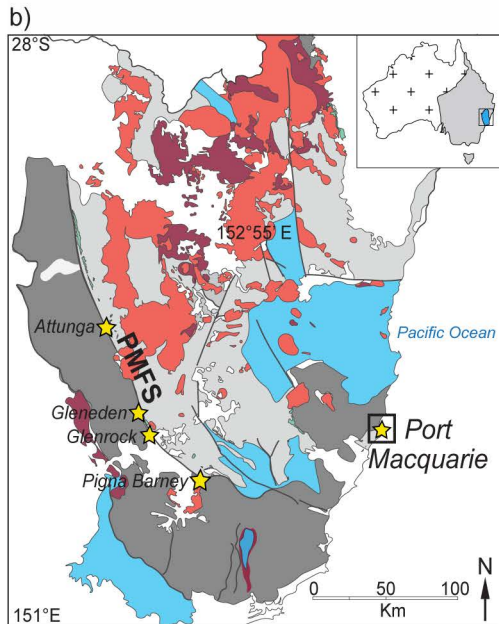 b)
28°S
152°55' E
Pacific Ocean
Attunga
PMFS
Gleneden
Glenrock
Port
Macquarie
Pigna Barney
N
0 50 100
Km
151°E